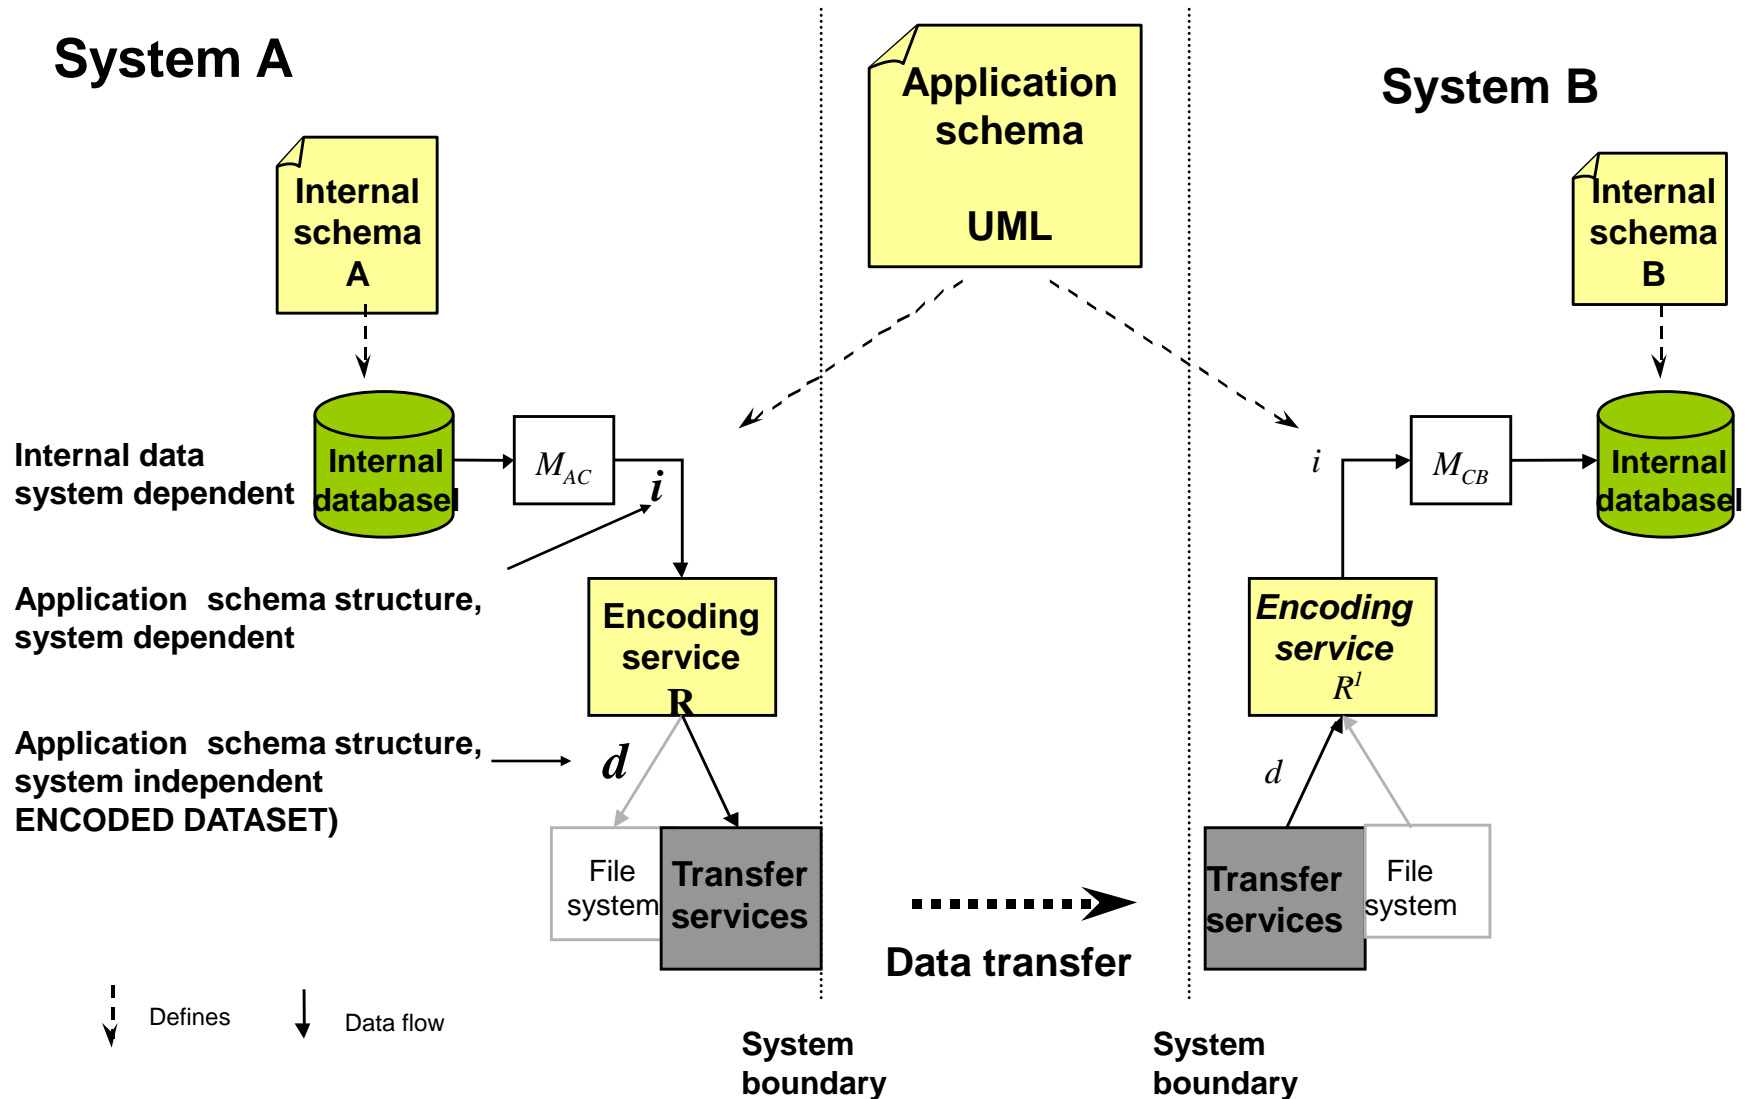 System A
Application
schema
UML
System B
Internal
schema
A
Internal
schema
B
Internal data
system dependent
Internal
databasel
M_AC
i
i
M_CB
Internal
databasel
Application schema structure,
system dependent
Encoding
service
R
Encoding
service
R¹
Application schema structure,
system independent
ENCODED DATASET)
d
d
File
system
Transfer
services
Data transfer
Transfer
services
File
system
Defines
Data flow
System
boundary
System
boundary